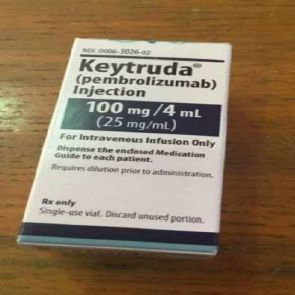 NDC 0006-3026-02
Keytruda®
(pembrolizumab)
Injection
100 mg/4 mL
(25 mg/mL)
For Intravenous Infusion Only
Dispense the enclosed Medication
Guide to each patient.
Requires dilution prior to administration.
Rx only
Single-use vial. Discard unused portion.